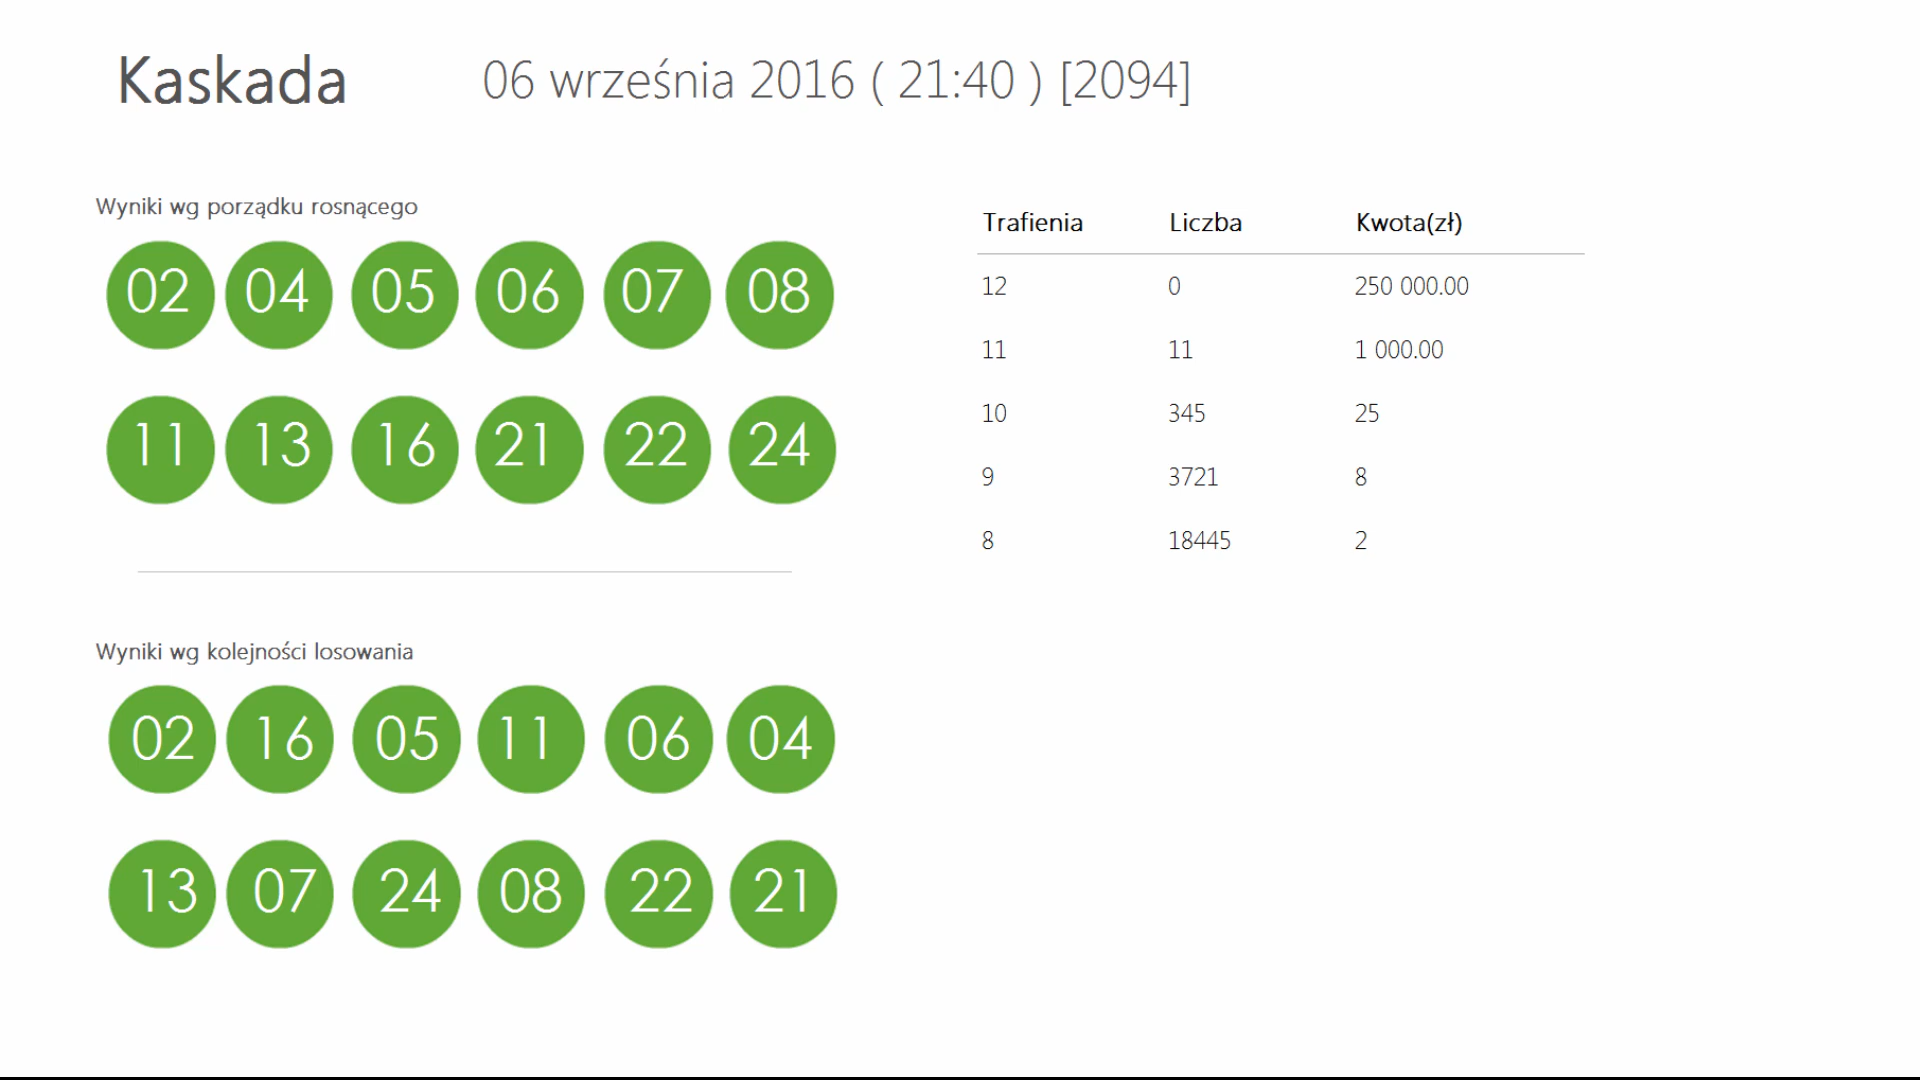 Kaskada 06 września 2016 ( 21:40 ) [2094]
Wyniki wg porządku rosnącego
02 04 05 06 07 08
11 13 16 21 22 24
Wyniki wg kolejności losowania
02 16 05 11 06 04
13 07 24 08 22 21
Trafienia Liczba Kwota(zł)
12 0 250 000.00
11 11 1 000.00
10 345 25
9 3721 8
8 18445 2